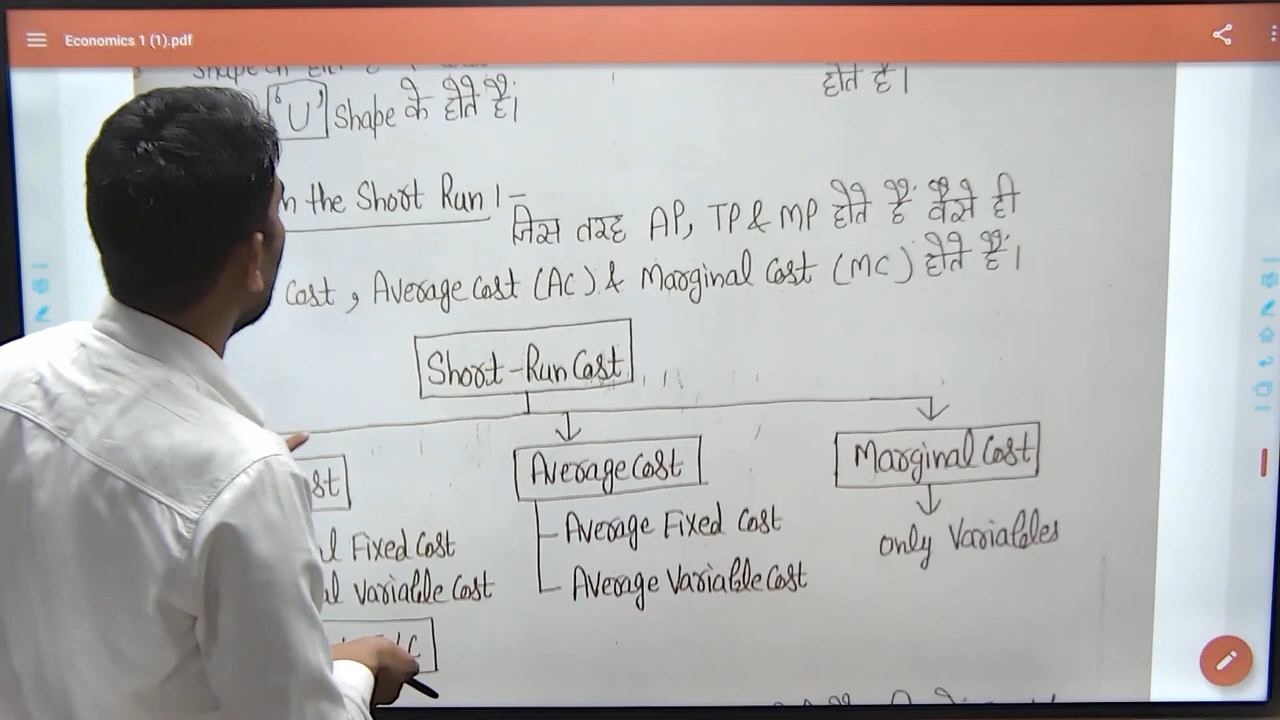 Economics 1 (1).pdf
होते हैं।
'U' Shape के होते हैं।
n the Short Run :-
जिस तरह AP, TP & MP होते हैं वैसे ही
Cost, Average Cost (AC) & Marginal Cost (MC) होते हैं।
Short-Run Cost
st
Average Cost
Marginal Cost
l Fixed Cost
Average Fixed Cost
only Variables
al Variable Cost
Average Variable Cost